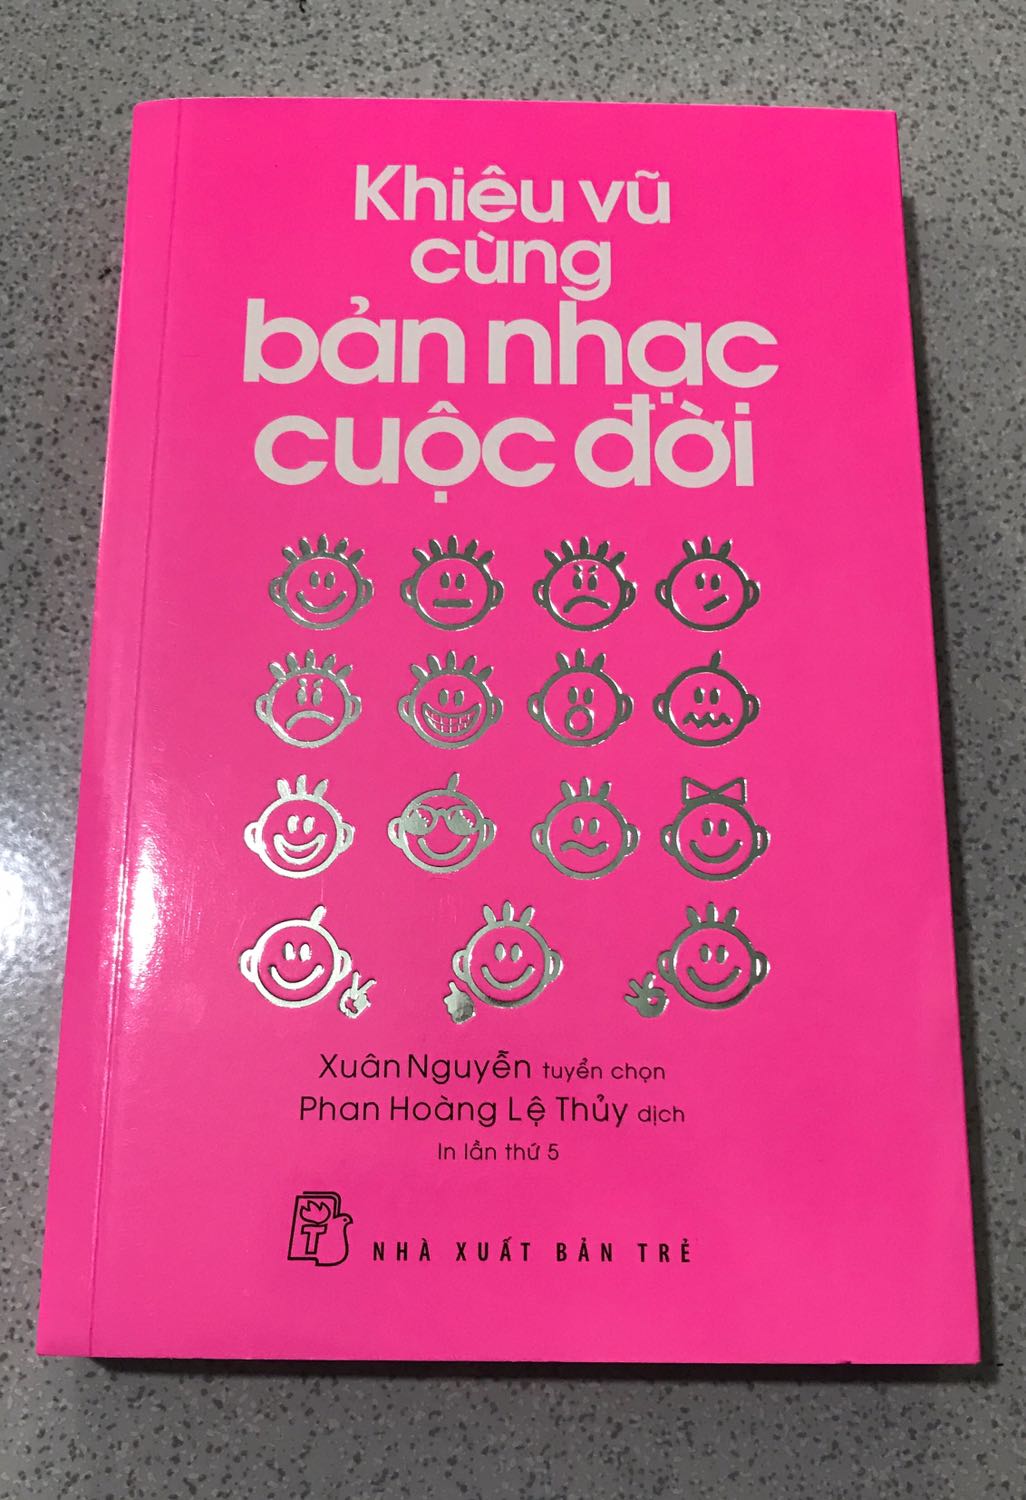 Khiêu vũ
cùng
bản nhạc
cuộc đời
Xuân Nguyễn tuyển chọn
Phan Hoàng Lệ Thủy dịch
In lần thứ 5
T
NHÀ XUẤT BẢN TRẺ